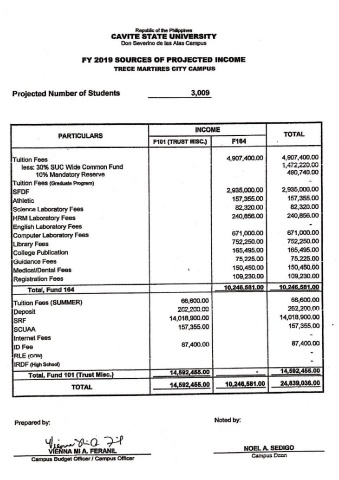 Republic of the Philippines
CAVITE STATE UNIVERSITY
Don Severino de las Alas Campus
FY 2019 SOURCES OF PROJECTED INCOME
TRECE MARTIRES CITY CAMPUS
Projected Number of Students 3,009
PARTICULARS INCOME TOTAL
F101 (TRUST MISC.) F164
Tuition Fees 4,907,400.00 4,907,400.00
less: 30% SUC Wide Common Fund 1,472,220.00
10% Mandatory Reserve 490,740.00
Tuition Fees (Graduate Program) -
SFDF 2,935,000.00 2,935,000.00
Athletic 157,355.00 157,355.00
Science Laboratory Fees 82,320.00 82,320.00
HRM Laboratory Fees 240,856.00 240,856.00
English Laboratory Fees -
Computer Laboratory Fees 671,000.00 671,000.00
Library Fees 752,250.00 752,250.00
College Publication 165,495.00 165,495.00
Guidance Fees 75,225.00 75,225.00
Medical/Dental Fees 150,450.00 150,450.00
Registration Fees 109,230.00 109,230.00
Total, Fund 164 10,246,581.00 10,246,581.00
Tuition Fees (SUMMER) 66,600.00 66,600.00
Deposit 262,200.00 262,200.00
SRF 14,018,900.00 14,018,900.00
SCUAA 157,355.00 157,355.00
Internet Fees -
ID Fee 87,400.00 87,400.00
RLE -
IRDF (High School) -
Total, Fund 101 (Trust Misc.) 14,592,455.00 - 14,592,455.00
TOTAL 14,592,455.00 10,246,581.00 24,839,036.00
Prepared by: Noted by:
VIENNA MI A. FERANIL NOEL A. SEDIGO
Campus Budget Officer / Campus Officer Campus Dean